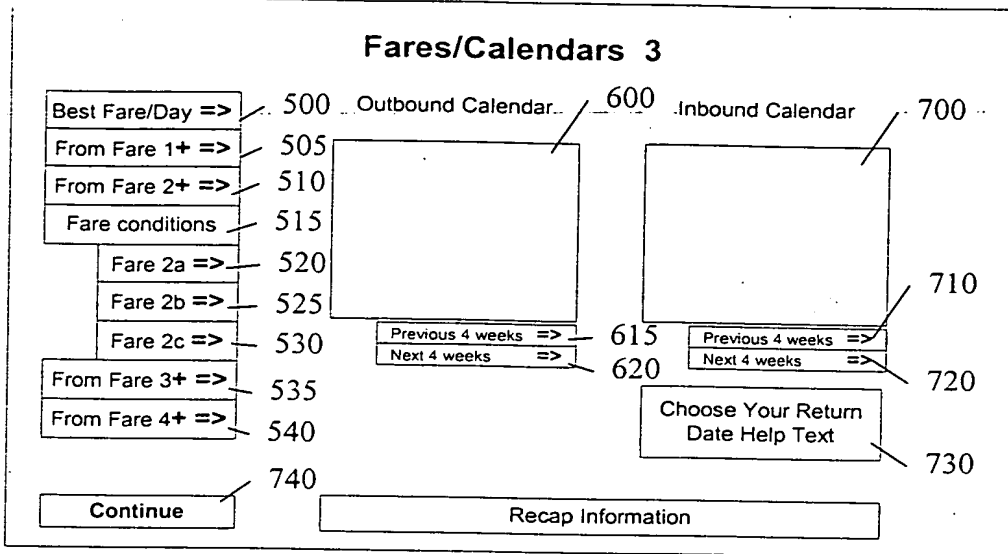 Fares/Calendars 3
Best Fare/Day => 500 Outbound Calendar 600 Inbound Calendar 700
From Fare 1+ => 505
From Fare 2+ => 510
Fare conditions 515
Fare 2a => 520
Fare 2b => 525
Fare 2c => 530
From Fare 3+ => 535
From Fare 4+ => 540
Previous 4 weeks => 615
Next 4 weeks => 620
Previous 4 weeks => 710
Next 4 weeks => 720
Choose Your Return
Date Help Text
730
740
Continue
Recap Information